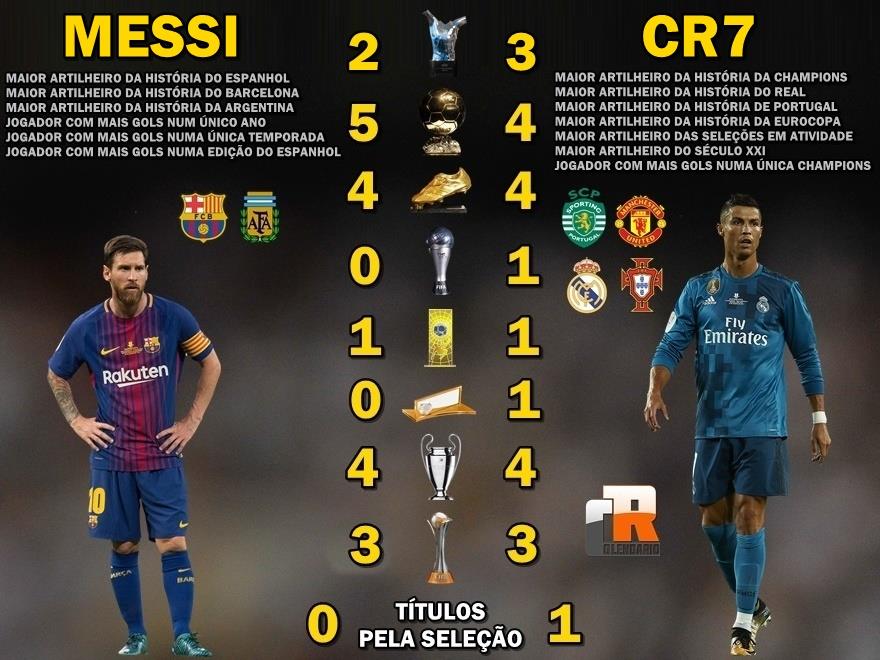 MESSI
CR7
MAIOR ARTILHEIRO DA HISTÓRIA DO ESPANHOL
MAIOR ARTILHEIRO DA HISTÓRIA DO BARCELONA
MAIOR ARTILHEIRO DA HISTÓRIA DA ARGENTINA
JOGADOR COM MAIS GOLS NUM ÚNICO ANO
JOGADOR COM MAIS GOLS NUMA ÚNICA TEMPORADA
JOGADOR COM MAIS GOLS NUMA EDIÇÃO DO ESPANHOL
MAIOR ARTILHEIRO DA HISTÓRIA DA CHAMPIONS
MAIOR ARTILHEIRO DA HISTÓRIA DO REAL
MAIOR ARTILHEIRO DA HISTÓRIA DE PORTUGAL
MAIOR ARTILHEIRO DA HISTÓRIA DA EUROCOPA
MAIOR ARTILHEIRO DAS SELEÇÕES EM ATIVIDADE
MAIOR ARTILHEIRO DO SÉCULO XXI
JOGADOR COM MAIS GOLS NUMA ÚNICA CHAMPIONS
2 3
5 4
4 4
0 1
1 1
0 1
4 4
3 3
0 TÍTULOS PELA SELEÇÃO 1
FCB
AFA
SCP
SPORTING
PORTUGAL
MANCHESTER
UNITED
Rakuten
10
BARÇA
Fly
Emirates
adidas
FIFA
R
OLENDÁRIO